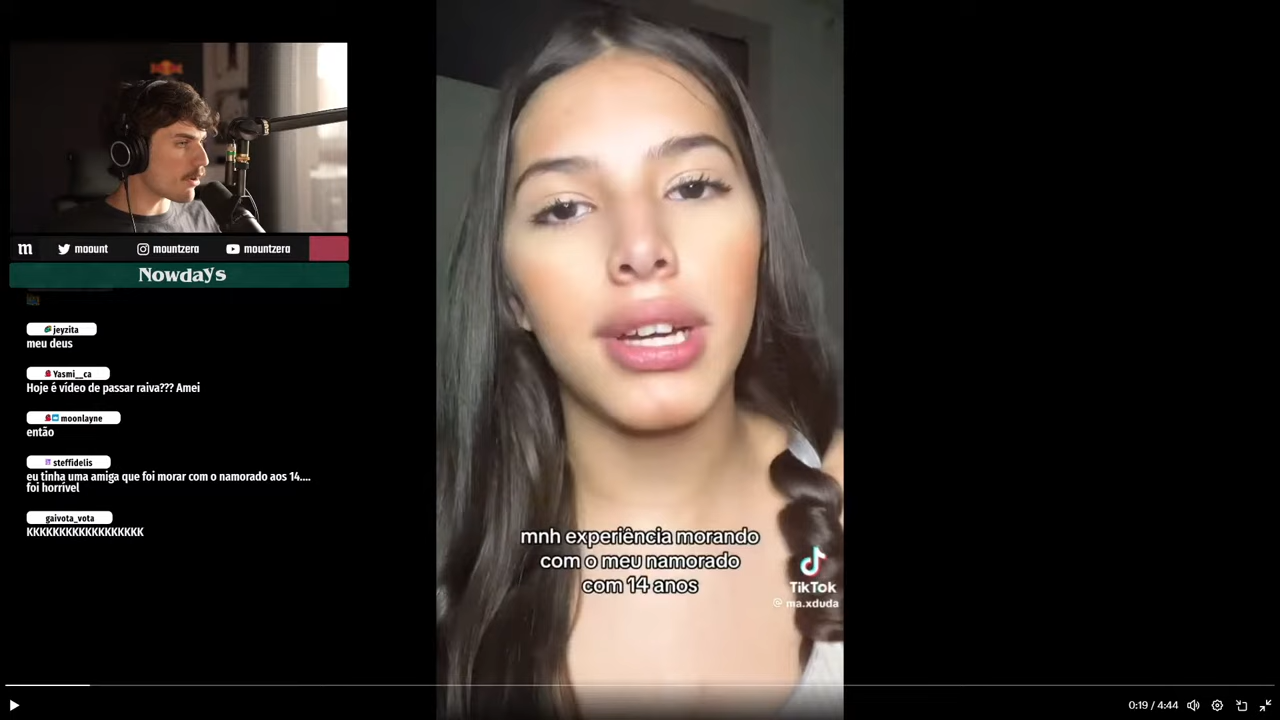 m
moount
mountzera
mountzera
Nowdays
jeyzita
meu deus
Yasmi__ca
Hoje é vídeo de passar raiva??? Amei
moonlayne
então
steffidelis
eu tinha uma amiga que foi morar com o namorado aos 14....
foi horrível
gaivota_vota
KKKKKKKKKKKKKKKKKK
mnh experiência morando
com o meu namorado
com 14 anos
TikTok
@ma.xduda
0:19 / 4:44